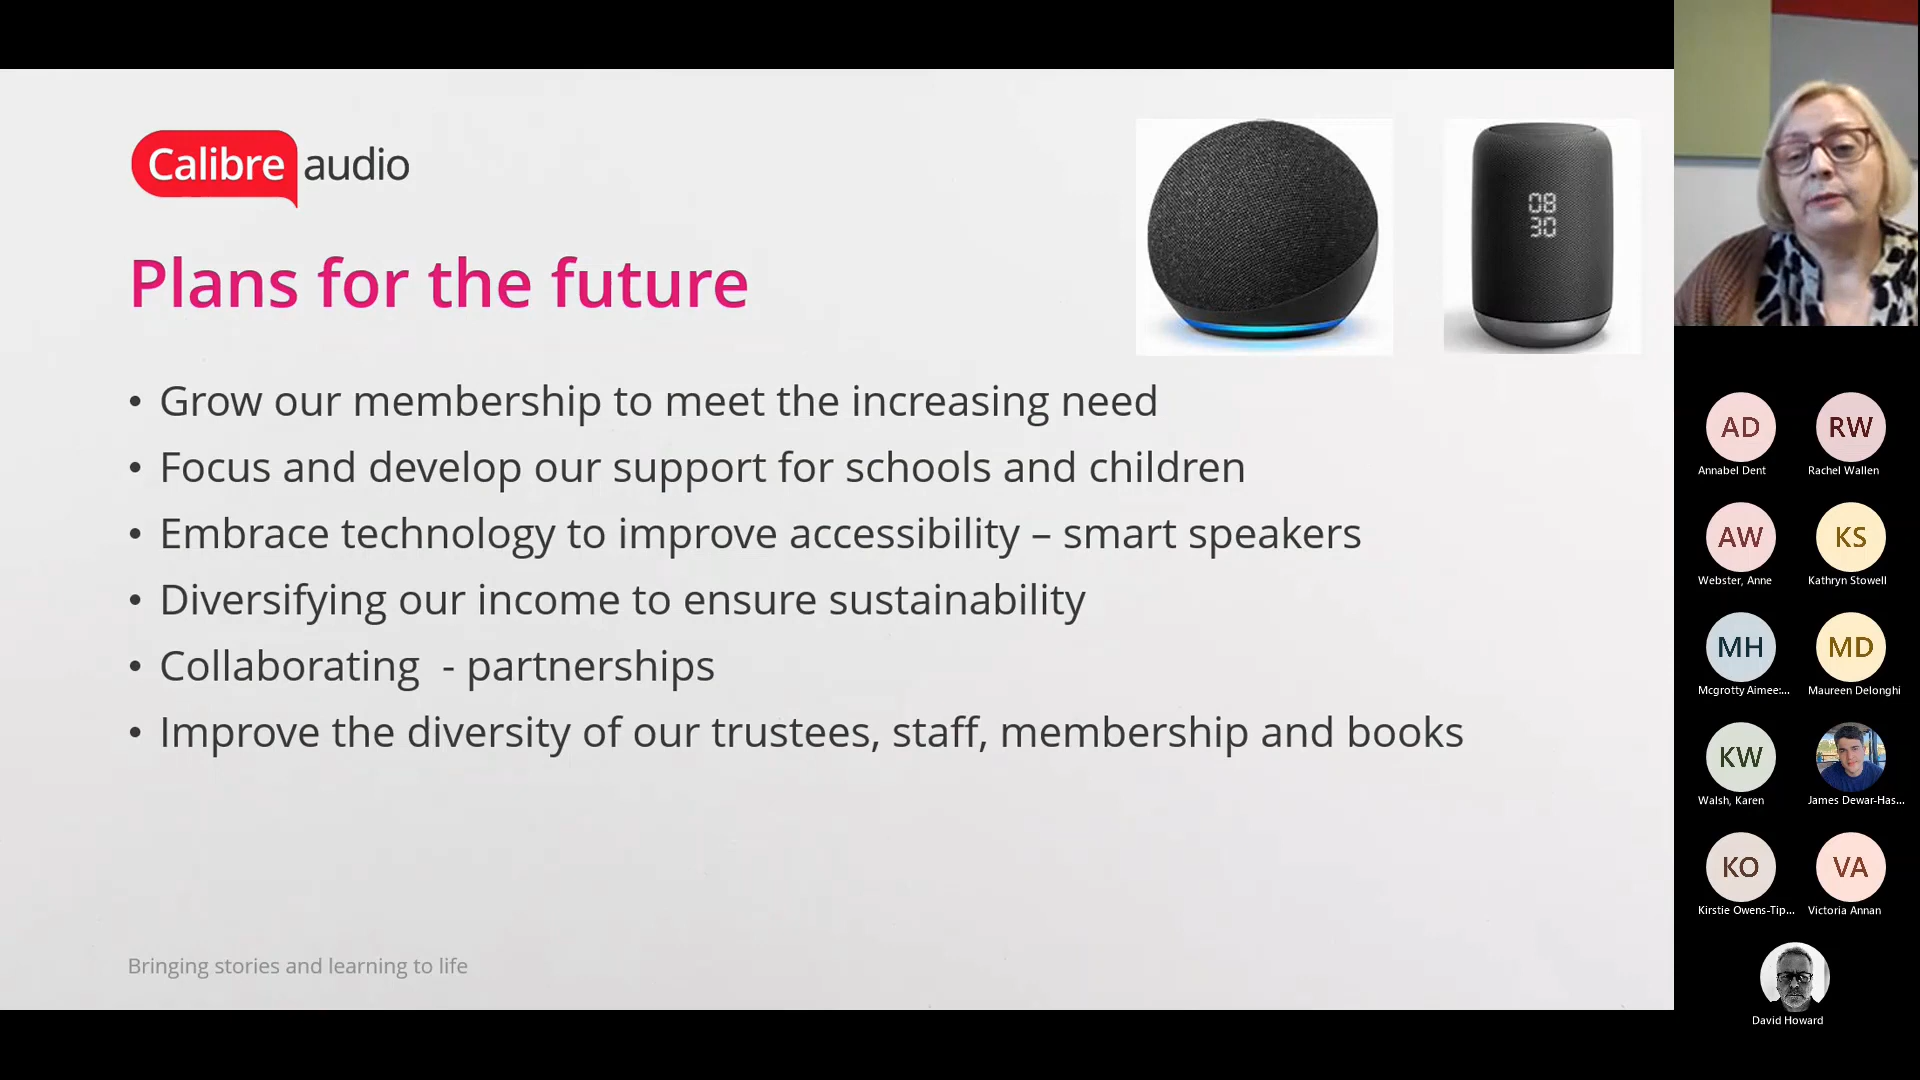 Calibre audio
08
30
Plans for the future
• Grow our membership to meet the increasing need
• Focus and develop our support for schools and children
• Embrace technology to improve accessibility – smart speakers
• Diversifying our income to ensure sustainability
• Collaborating  - partnerships
• Improve the diversity of our trustees, staff, membership and books
Bringing stories and learning to life
AD
RW
Annabel Dent
Rachel Wallen
AW
KS
Webster, Anne
Kathryn Stowell
MH
MD
Mcgrotty Aimee:...
Maureen Delonghi
KW
Walsh, Karen
James Dewar-Has...
KO
VA
Kirstie Owens-Tip...
Victoria Annan
David Howard